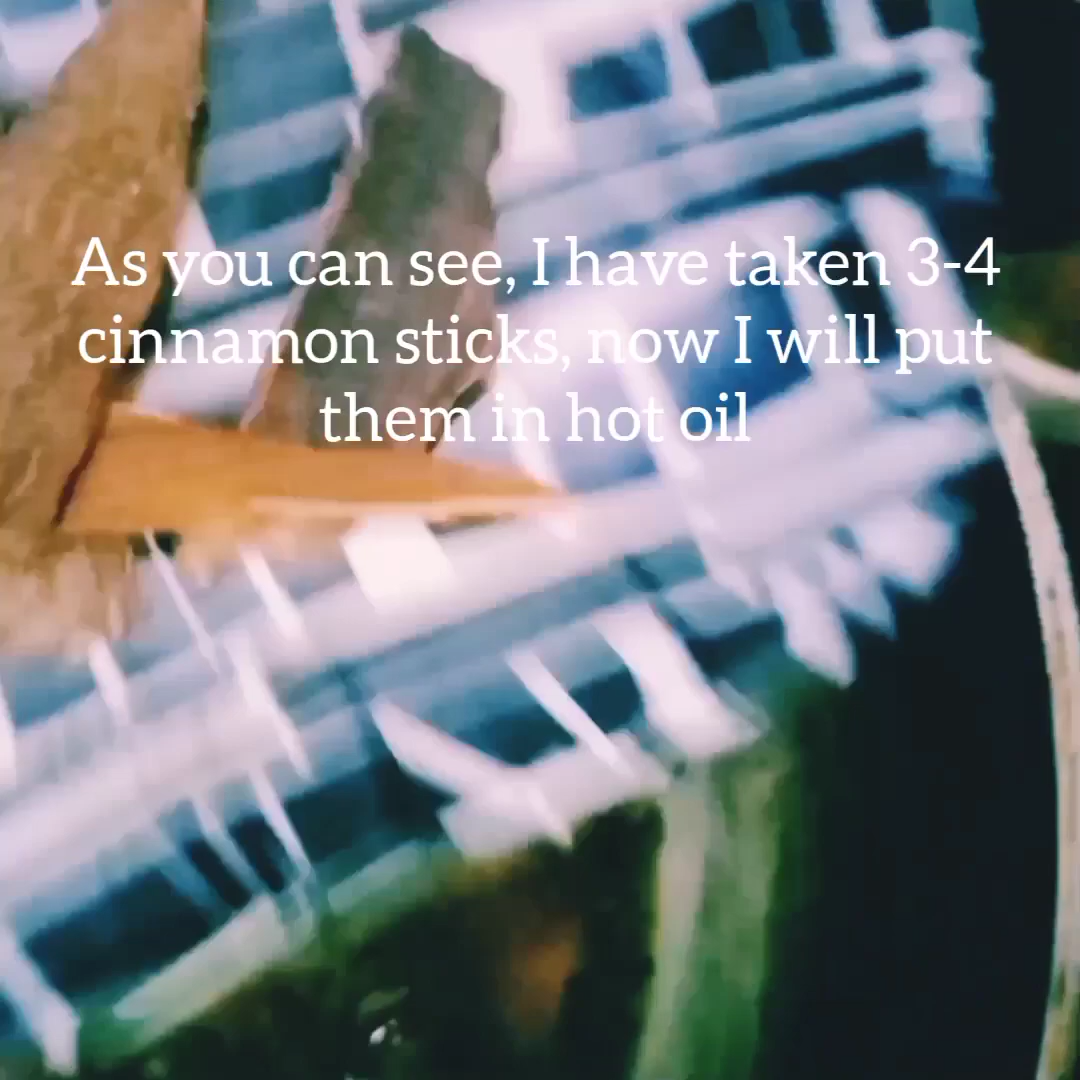 As you can see, I have taken 3-4
cinnamon sticks, now I will put
them in hot oil